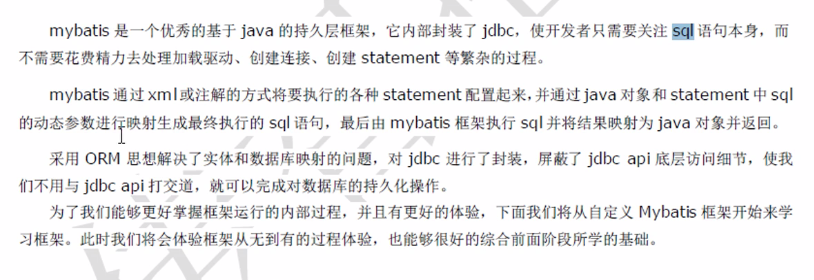 mybatis 是一个优秀的基于 java 的持久层框架，它内部封装了 jdbc，使开发者只需要关注 sql 语句本身，而
不需要花费精力去处理加载驱动、创建连接、创建 statement 等繁杂的过程。
mybatis 通过 xml 或注解的方式将要执行的各种 statement 配置起来，并通过 java 对象和 statement 中 sql
的动态参数进行映射生成最终执行的 sql 语句，最后由 mybatis 框架执行 sql 并将结果映射为 java 对象并返回。
采用 ORM 思想解决了实体和数据库映射的问题，对 jdbc 进行了封装，屏蔽了 jdbc api 底层访问细节，使我
们不用与 jdbc api 打交道，就可以完成对数据库的持久化操作。
为了我们能够更好掌握框架运行的内部过程，并且有更好的体验，下面我们将从自定义 Mybatis 框架开始来学
习框架。此时我们将会体验框架从无到有的过程体验，也能够很好的综合前面阶段所学的基础。